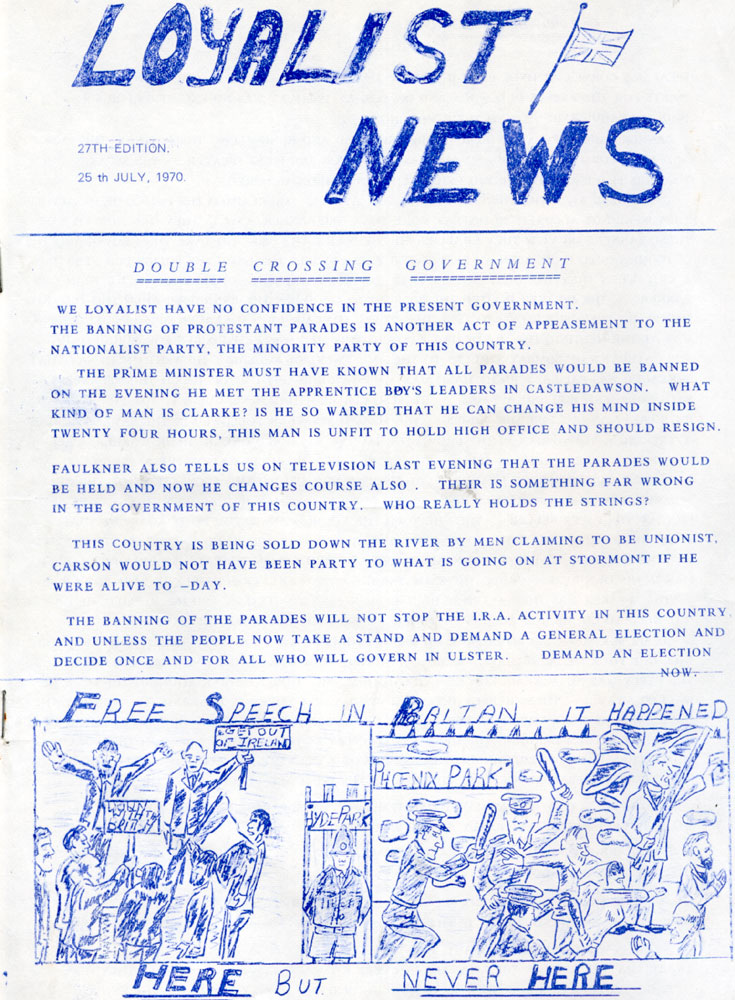 LOYALIST
NEWS
27TH EDITION.
25 th JULY, 1970.
DOUBLE CROSSING GOVERNMENT
WE LOYALIST HAVE NO CONFIDENCE IN THE PRESENT GOVERNMENT.
THE BANNING OF PROTESTANT PARADES IS ANOTHER ACT OF APPEASEMENT TO THE
NATIONALIST PARTY, THE MINORITY PARTY OF THIS COUNTRY.
THE PRIME MINISTER MUST HAVE KNOWN THAT ALL PARADES WOULD BE BANNED
ON THE EVENING HE MET THE APPRENTICE BOY'S LEADERS IN CASTLEDAWSON. WHAT
KIND OF MAN IS CLARKE? IS HE SO WARPED THAT HE CAN CHANGE HIS MIND INSIDE
TWENTY FOUR HOURS, THIS MAN IS UNFIT TO HOLD HIGH OFFICE AND SHOULD RESIGN.
FAULKNER ALSO TELLS US ON TELEVISION LAST EVENING THAT THE PARADES WOULD
BE HELD AND NOW HE CHANGES COURSE ALSO . THEIR IS SOMETHING FAR WRONG
IN THE GOVERNMENT OF THIS COUNTRY. WHO REALLY HOLDS THE STRINGS?
THIS COUNTRY IS BEING SOLD DOWN THE RIVER BY MEN CLAIMING TO BE UNIONIST.
CARSON WOULD NOT HAVE BEEN PARTY TO WHAT IS GOING ON AT STORMONT IF HE
WERE ALIVE TO –DAY.
THE BANNING OF THE PARADES WILL NOT STOP THE I.R.A. ACTIVITY IN THIS COUNTRY
AND UNLESS THE PEOPLE NOW TAKE A STAND AND DEMAND A GENERAL ELECTION AND
DECIDE ONCE AND FOR ALL WHO WILL GOVERN IN ULSTER. DEMAND AN ELECTION
NOW.
FREE SPEECH IN BRITAN IT HAPPENED
GET OUT
OF IRELAND
PHOENIX PARK
HYDE PARK
HERE BUT NEVER HERE